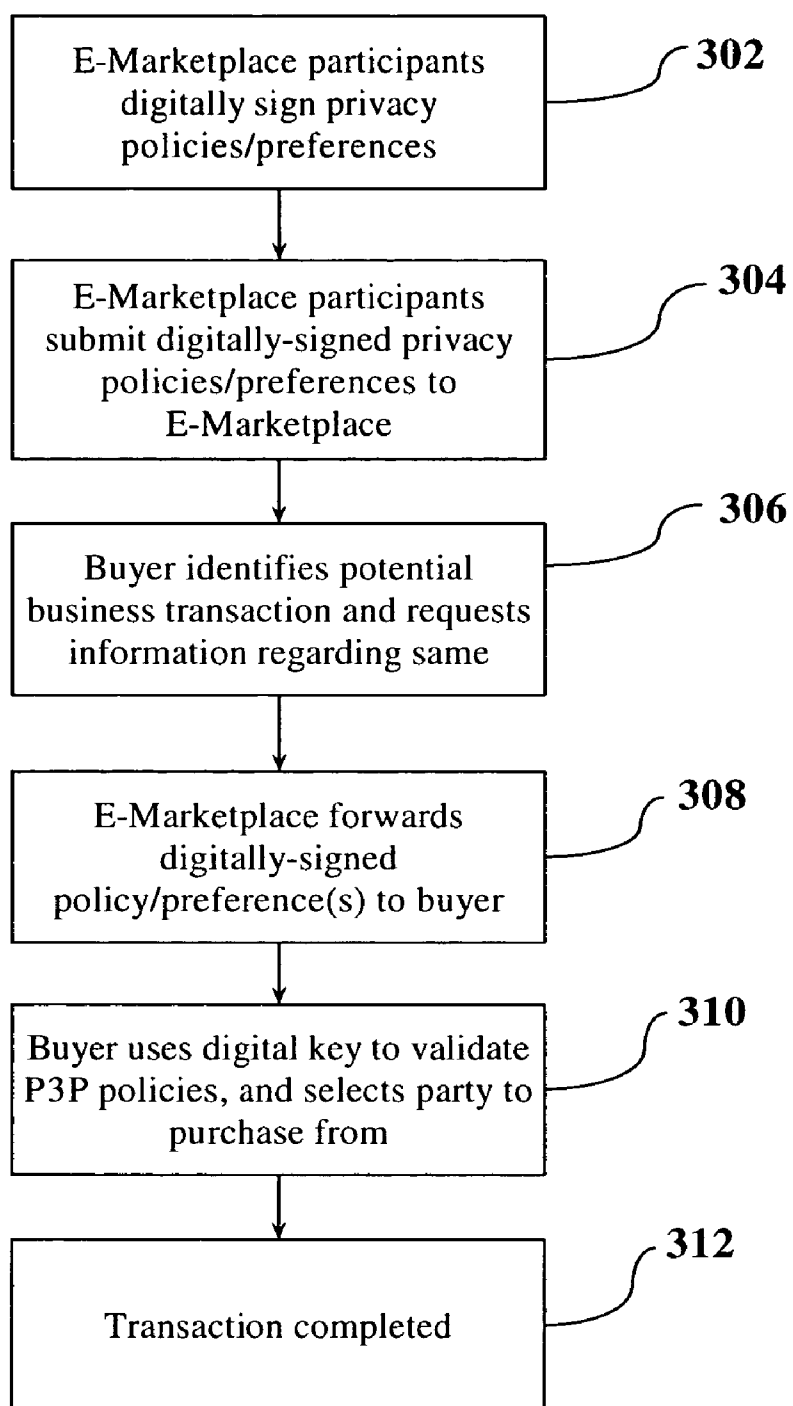 E-Marketplace participants
digitally sign privacy
policies/preferences
302
E-Marketplace participants
submit digitally-signed privacy
policies/preferences to
E-Marketplace
304
Buyer identifies potential
business transaction and requests
information regarding same
306
E-Marketplace forwards
digitally-signed
policy/preference(s) to buyer
308
Buyer uses digital key to validate
P3P policies, and selects party to
purchase from
310
Transaction completed
312